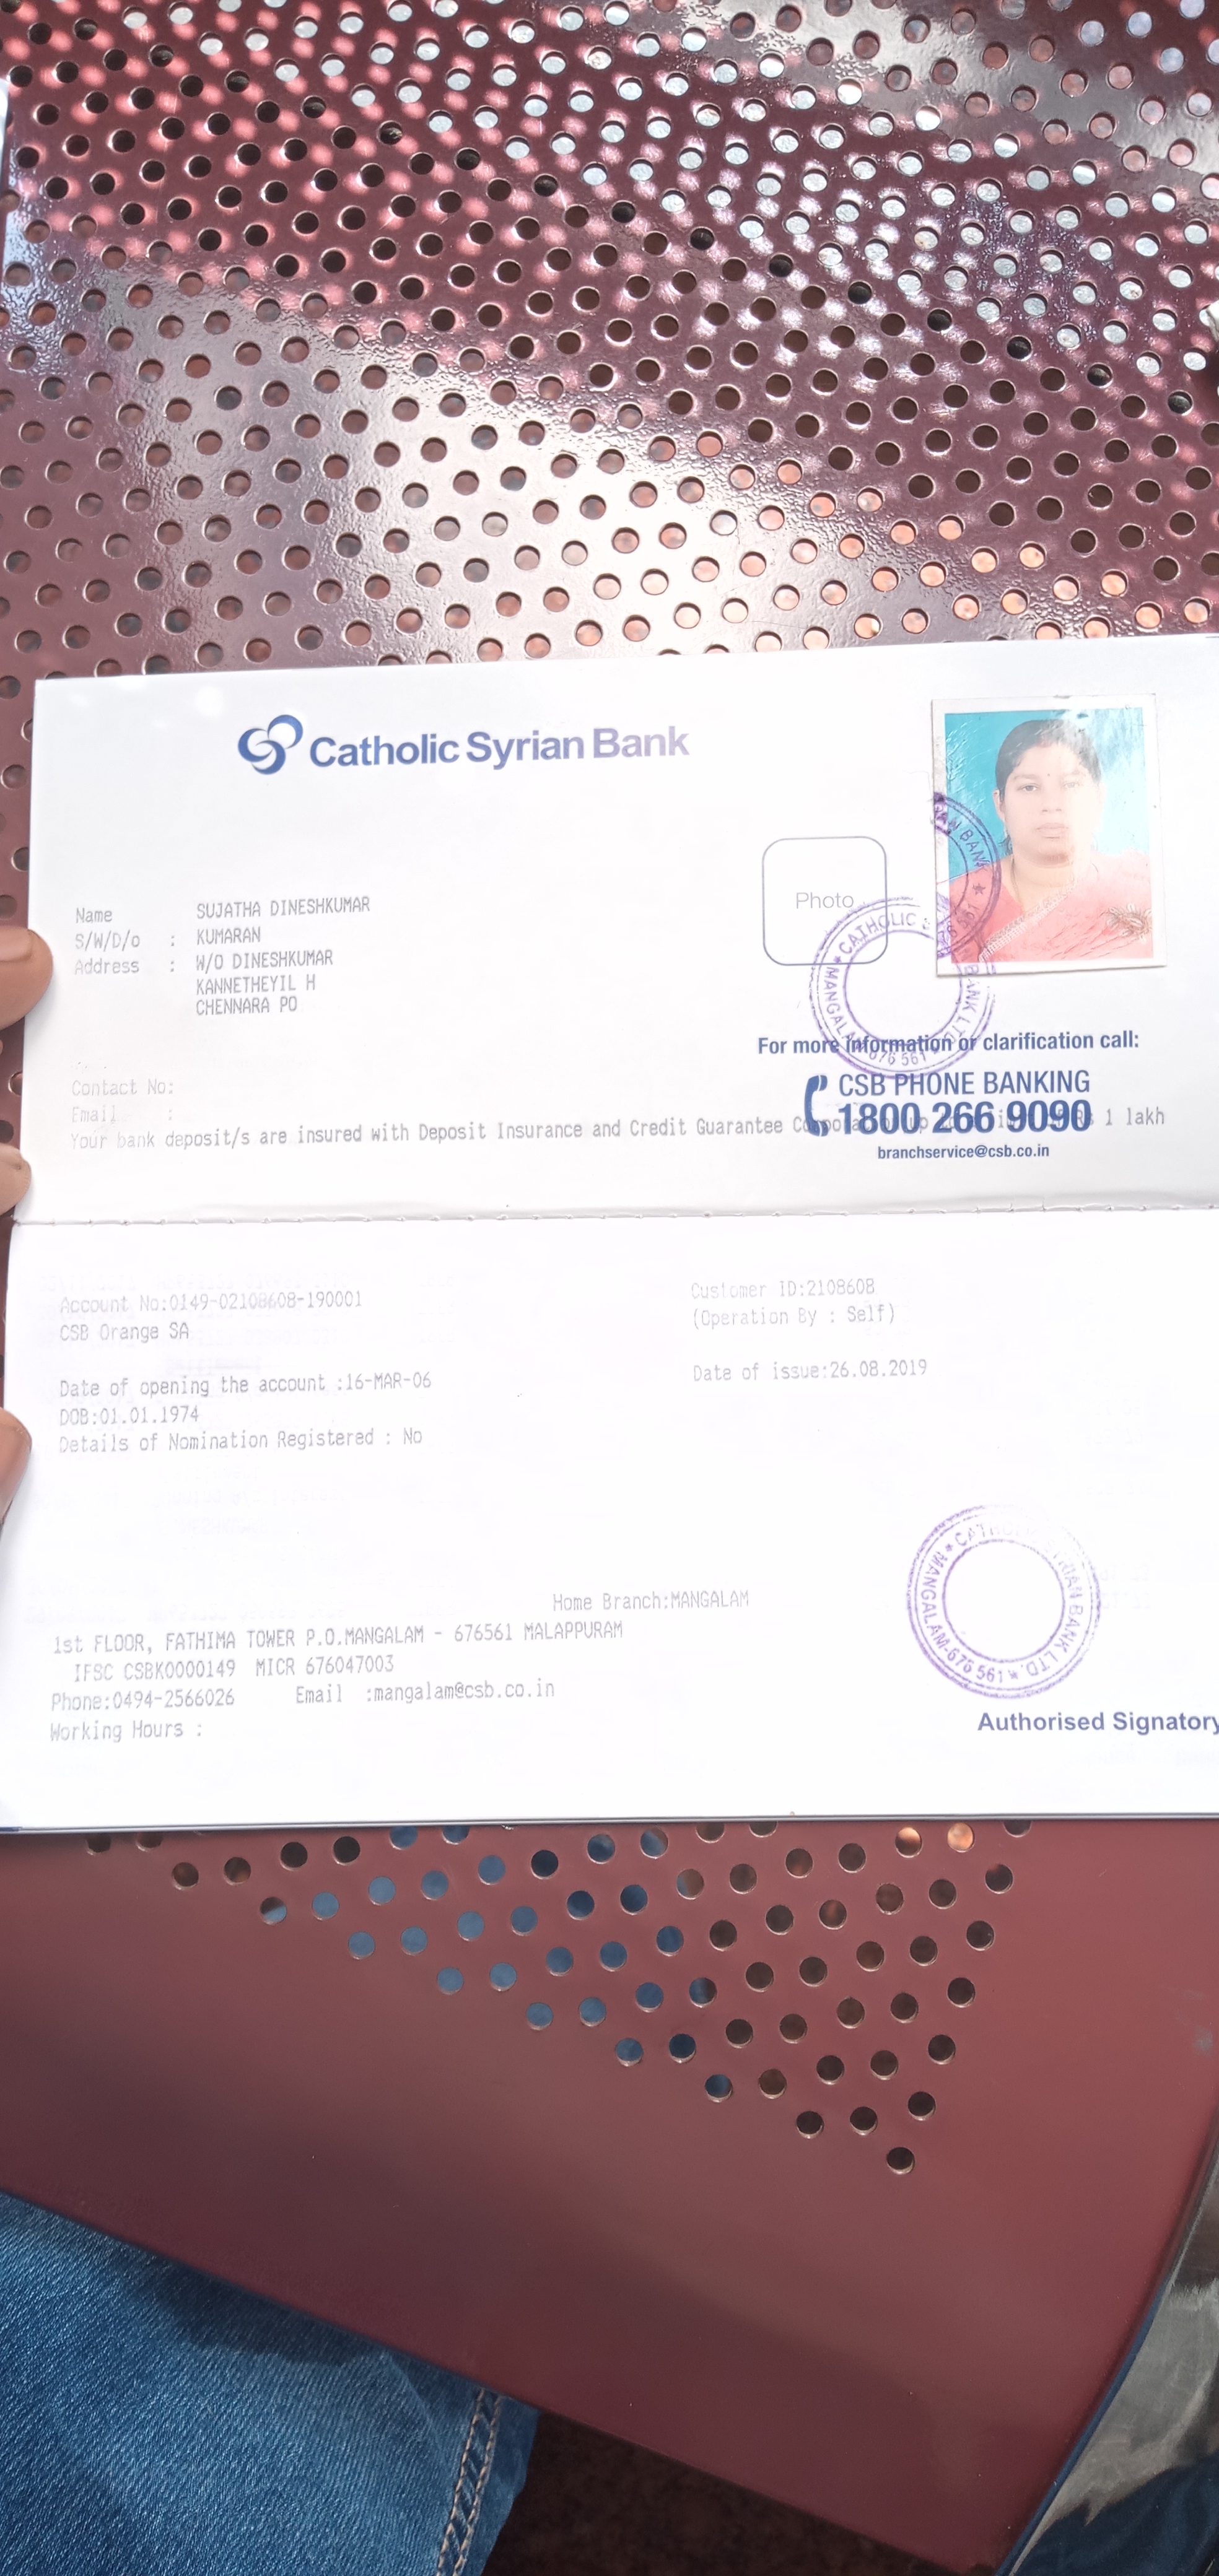 Catholic Syrian Bank
Name SUJATHA DINESHKUMAR
S/W/D/o : KUMARAN
Address : W/O DINESHKUMAR
KANNETHEYIL H
CHENNARA PO
Photo
CATHOLIC BANK LTD. * MANGALAM-676 561
IAN BANK * 561
For more information or clarification call:
CSB PHONE BANKING
1800 266 9090
branchservice@csb.co.in
Contact No:
Email :
Your bank deposit/s are insured with Deposit Insurance and Credit Guarantee Rs 1 lakh
Account No:0149-02108608-190001
CSB Orange SA
Customer ID:2108608
(Operation By : Self)
Date of opening the account :16-MAR-06
Date of issue:26.08.2019
DOB:01.01.1974
Details of Nomination Registered : No
Home Branch:MANGALAM
1st FLOOR, FATHIMA TOWER P.O.MANGALAM - 676561 MALAPPURAM
IFSC CSBK0000149 MICR 676047003
Phone:0494-2566026 Email :mangalam@csb.co.in
Working Hours :
BANK LTD. * MANGALAM-676 561 *
Authorised Signatory